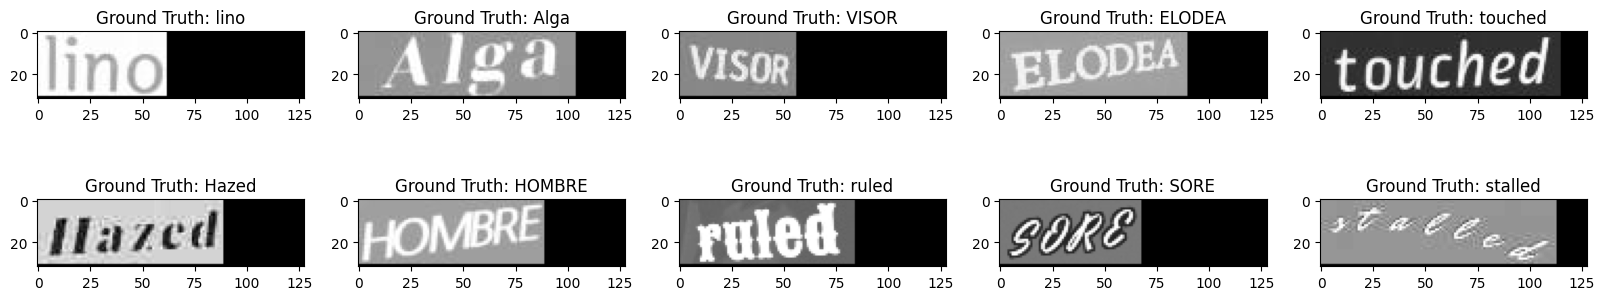 Ground Truth: lino Ground Truth: Alga Ground Truth: VISOR Ground Truth: ELODEA Ground Truth: touched
0 0 0 0 0
lino Alga VISOR ELODEA touched
20 20 20 20 20
0 25 50 75 100 125 0 25 50 75 100 125 0 25 50 75 100 125 0 25 50 75 100 125 0 25 50 75 100 125
Ground Truth: Hazed Ground Truth: HOMBRE Ground Truth: ruled Ground Truth: SORE Ground Truth: stalled
0 0 0 0 0
Hazed HOMBRE ruled SORE stalled
20 20 20 20 20
0 25 50 75 100 125 0 25 50 75 100 125 0 25 50 75 100 125 0 25 50 75 100 125 0 25 50 75 100 125